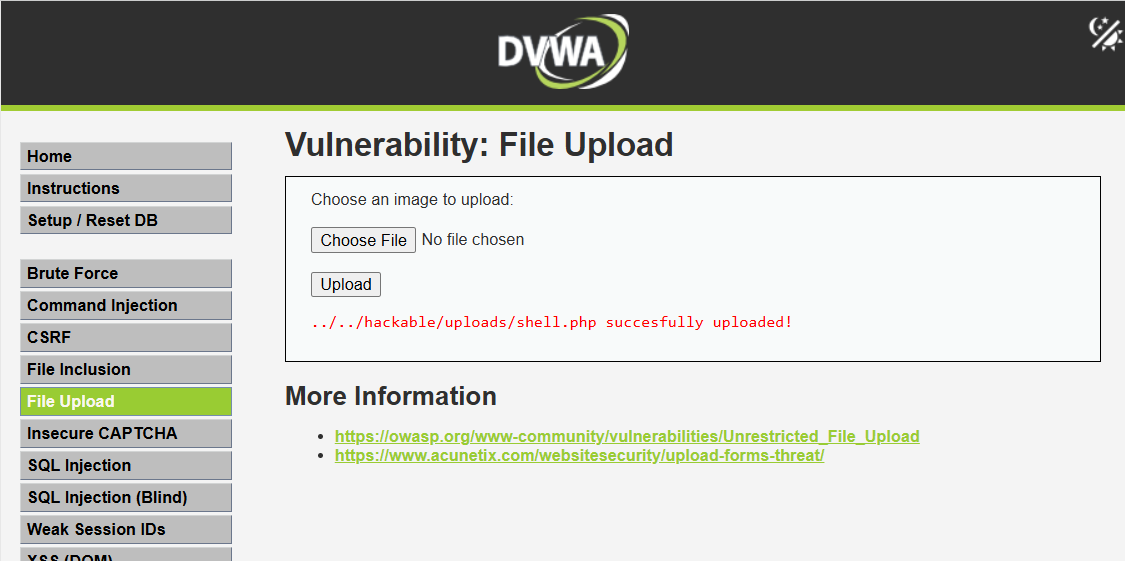 DVWA
Home
Instructions
Setup / Reset DB
Brute Force
Command Injection
CSRF
File Inclusion
File Upload
Insecure CAPTCHA
SQL Injection
SQL Injection (Blind)
Weak Session IDs
XSS (DOM)
Vulnerability: File Upload
Choose an image to upload:
Choose File No file chosen
Upload
../../hackable/uploads/shell.php succesfully uploaded!
More Information
https://owasp.org/www-community/vulnerabilities/Unrestricted_File_Upload
https://www.acunetix.com/websitesecurity/upload-forms-threat/